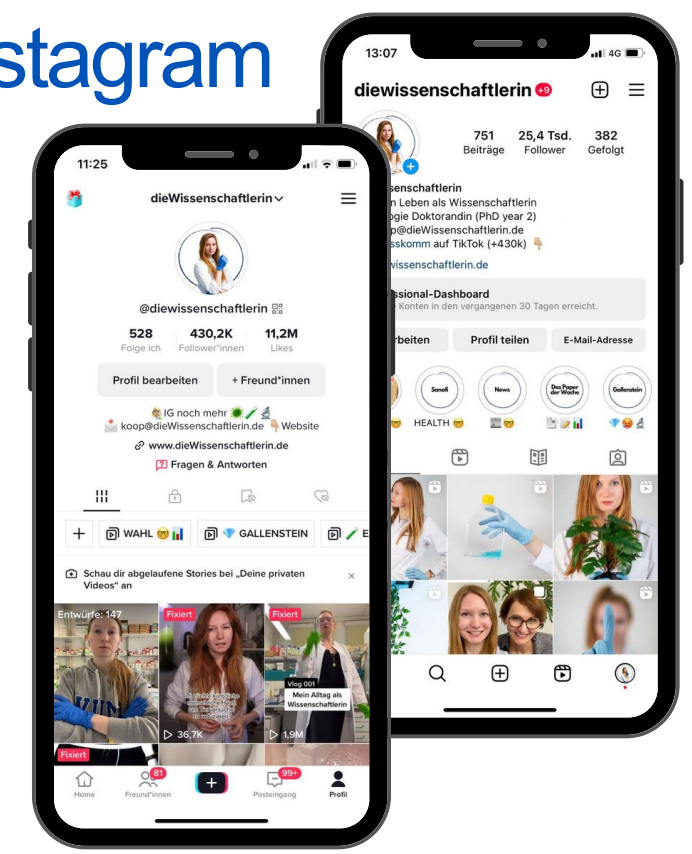 stagram
11:25
dieWissenschaftlerin
@diewissenschaftlerin
528 430,2K 11,2M
Folge ich Follower*innen Likes
Profil bearbeiten + Freund*innen
IG noch mehr
koop@dieWissenschaftlerin.de Website
www.dieWissenschaftlerin.de
Fragen & Antworten
WAHL GALLENSTEIN E
Schau dir abgelaufene Stories bei „Deine privaten
Videos“ an
Entwürfe: 147
Fixiert
Fixiert
Vlog 001
Mein Alltag als
Wissenschaftlerin
36,7K
1,9M
Fixiert
81
99+
Home Freund*innen Posteingang Profil
13:07
4G
diewissenschaftlerin +9
751 25,4 Tsd. 382
Beiträge Follower Gefolgt
senschaftlerin
n Leben als Wissenschaftlerin
ogie Doktorandin (PhD year 2)
p@dieWissenschaftlerin.de
sskomm auf TikTok (+430k)
wissenschaftlerin.de
ssional-Dashboard
Konten in den vergangenen 30 Tagen erreicht.
rbeiten Profil teilen E-Mail-Adresse
Sanofi
News
Das Paper
der Woche
Gallenstein
HEALTH